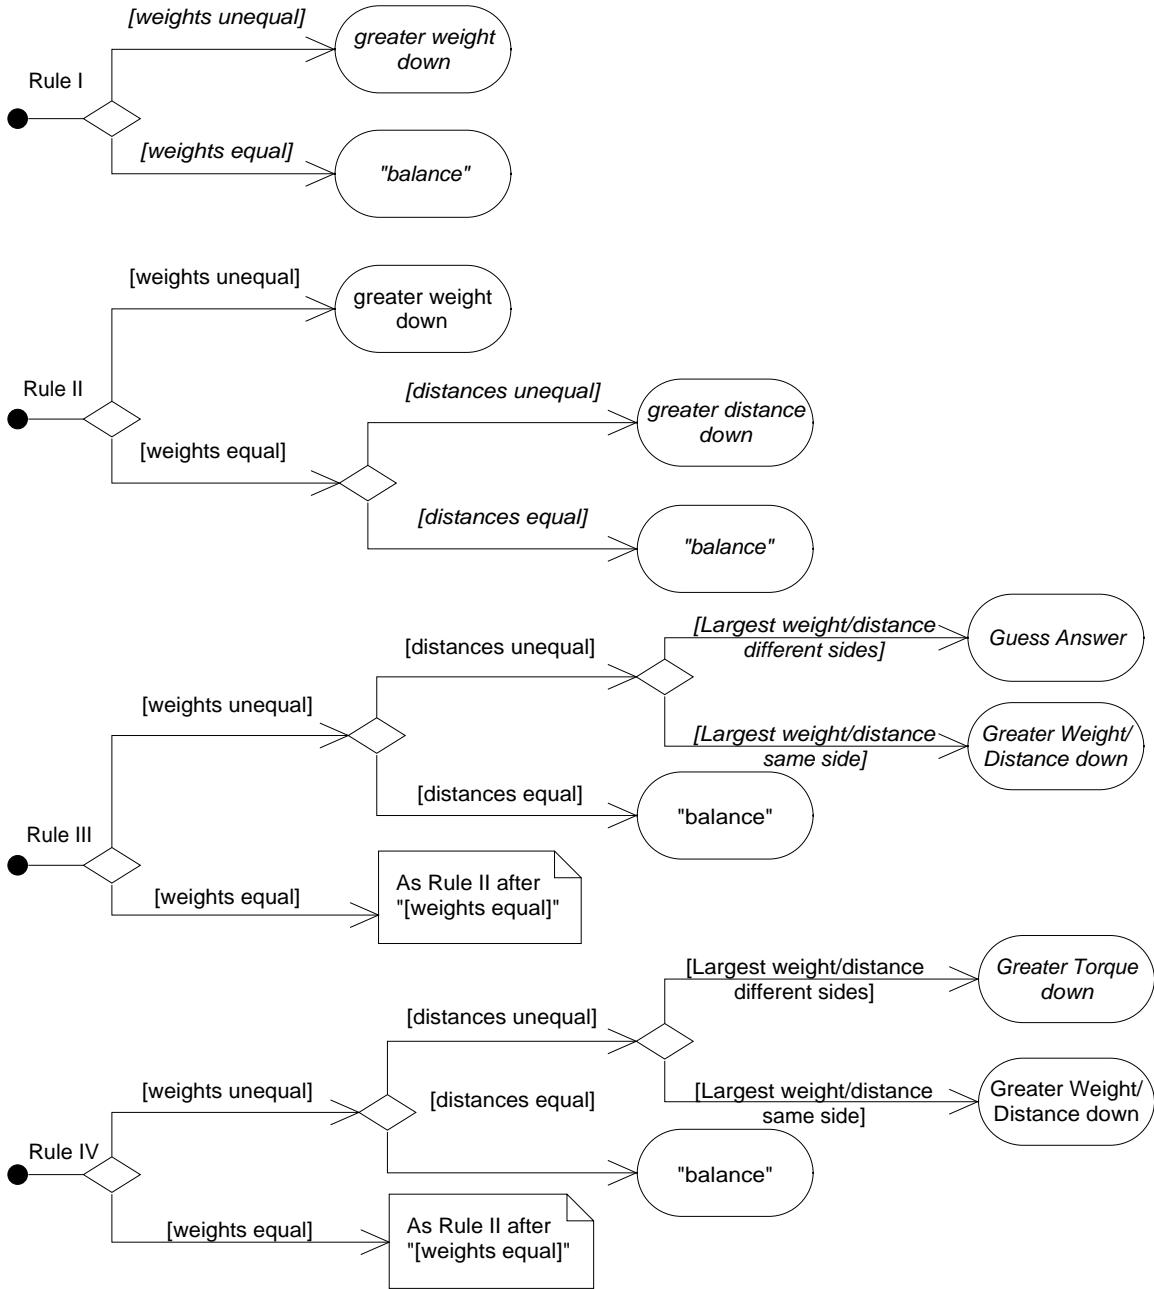 [weights unequal]
greater weight
down
Rule I
[weights equal]
"balance"
[weights unequal]
greater weight
down
Rule II
[distances unequal]
greater distance
down
[weights equal]
[distances equal]
"balance"
[Largest weight/distance
different sides]
Guess Answer
[distances unequal]
[weights unequal]
[Largest weight/distance
same side]
Greater Weight/
Distance down
[distances equal]
"balance"
Rule III
[weights equal]
As Rule II after
"[weights equal]"
[Largest weight/distance
different sides]
Greater Torque
down
[distances unequal]
[weights unequal]
[distances equal]
[Largest weight/distance
same side]
Greater Weight/
Distance down
Rule IV
"balance"
[weights equal]
As Rule II after
"[weights equal]"